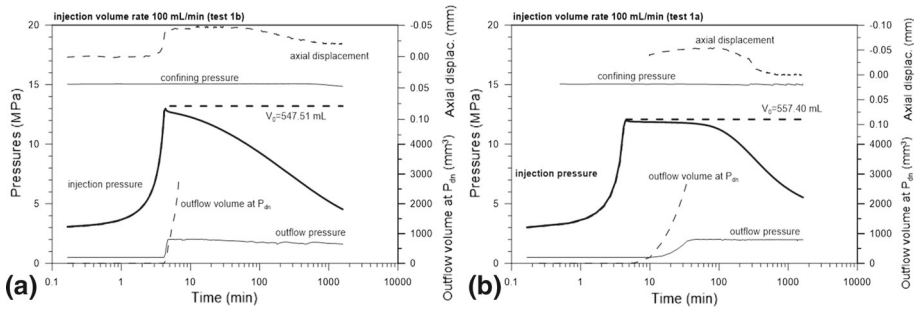 injection volume rate 100 mL/min (test 1b)
20
15
10
5
0
Pressures (MPa)
-0.05
0.00
0.05
0.10
Axial displac. (mm)
4000
3000
2000
1000
0
Outflow volume at Pdn (mm³)
axial displacement
confining pressure
V0=547.51 mL
injection pressure
outflow volume at Pdn
outflow pressure
0.1 1 10 100 1000 10000
Time (min)
(a)
injection volume rate 100 mL/min (test 1a)
20
15
10
5
0
Pressures (MPa)
-0.10
-0.05
0.00
0.05
0.10
Axial displac. (mm)
4000
3000
2000
1000
0
Outflow volume at Pdn (mm³)
axial displacement
confining pressure
V0=557.40 mL
injection pressure
outflow volume at Pdn
outflow pressure
0.1 1 10 100 1000 10000
Time (min)
(b)